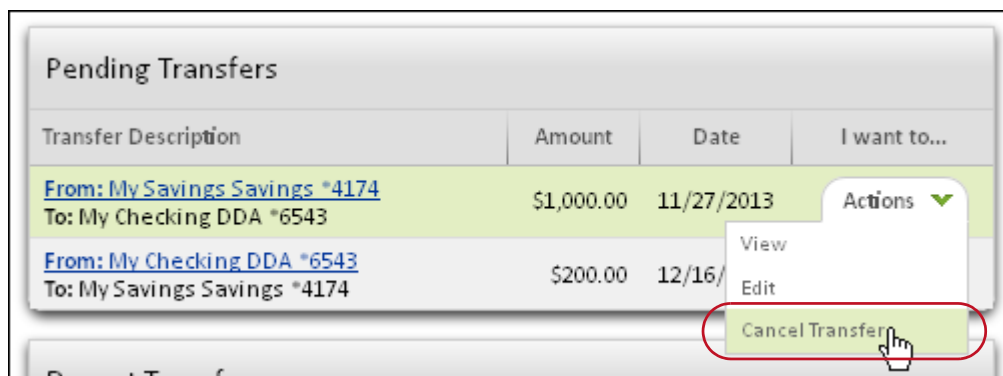 Pending Transfers
Transfer Description Amount Date I want to...
From: My Savings Savings *4174 $1,000.00 11/27/2013 Actions
To: My Checking DDA *6543
View
From: My Checking DDA *6543 $200.00 12/16/
To: My Savings Savings *4174
Edit
Cancel Transfer